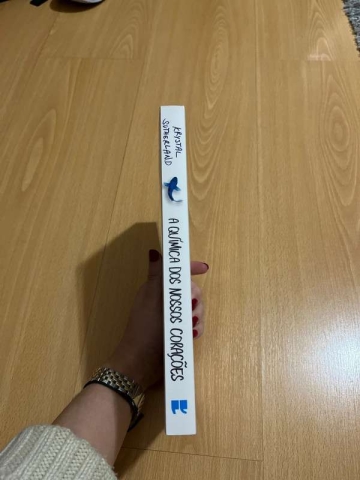 KRYSTAL
SUTHERLAND
A QUÍMICA DOS NOSSOS CORAÇÕES